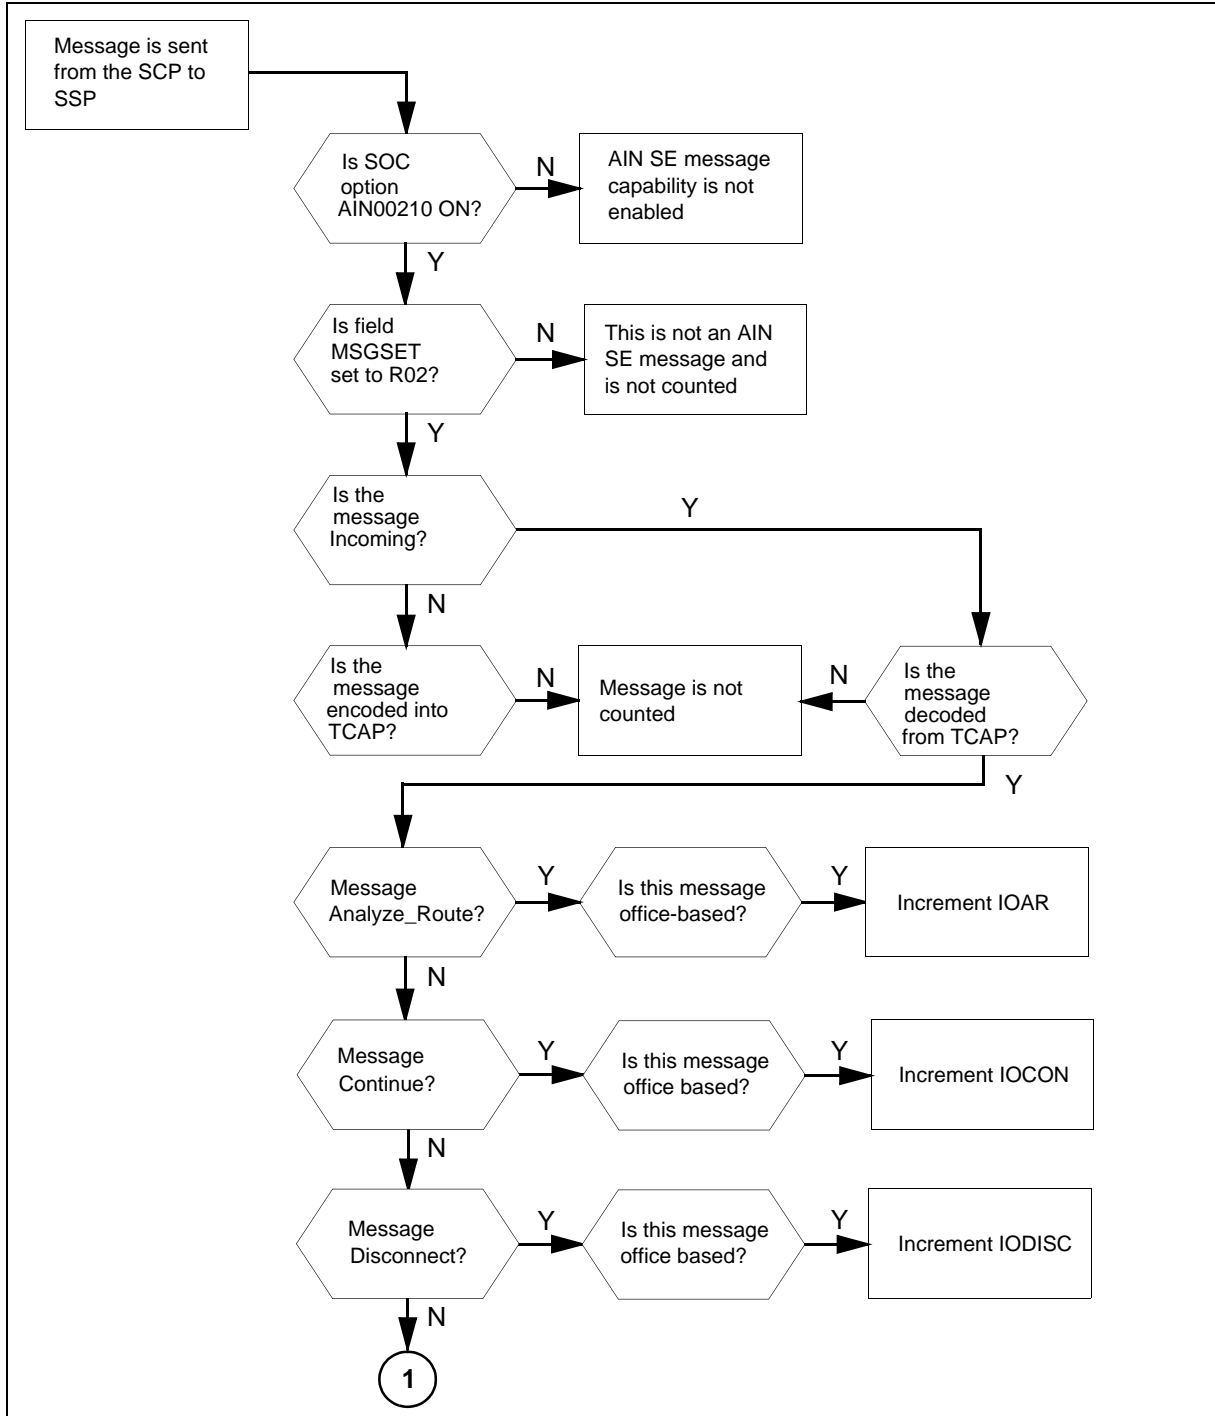 Message is sent
from the SCP to
SSP
Is SOC
option
AIN00210 ON?
N
AIN SE message
capability is not
enabled
Y
Is field
MSGSET
set to R02?
N
This is not an AIN
SE message and
is not counted
Y
Is the
message
Incoming?
Y
N
Is the
message
encoded into
TCAP?
N
Message is not
counted
N
Is the
message
decoded
from TCAP?
Y
Message
Analyze_Route?
Y
Is this message
office-based?
Y
Increment IOAR
N
Message
Continue?
Y
Is this message
office based?
Y
Increment IOCON
N
Message
Disconnect?
Y
Is this message
office based?
Y
Increment IODISC
N
1